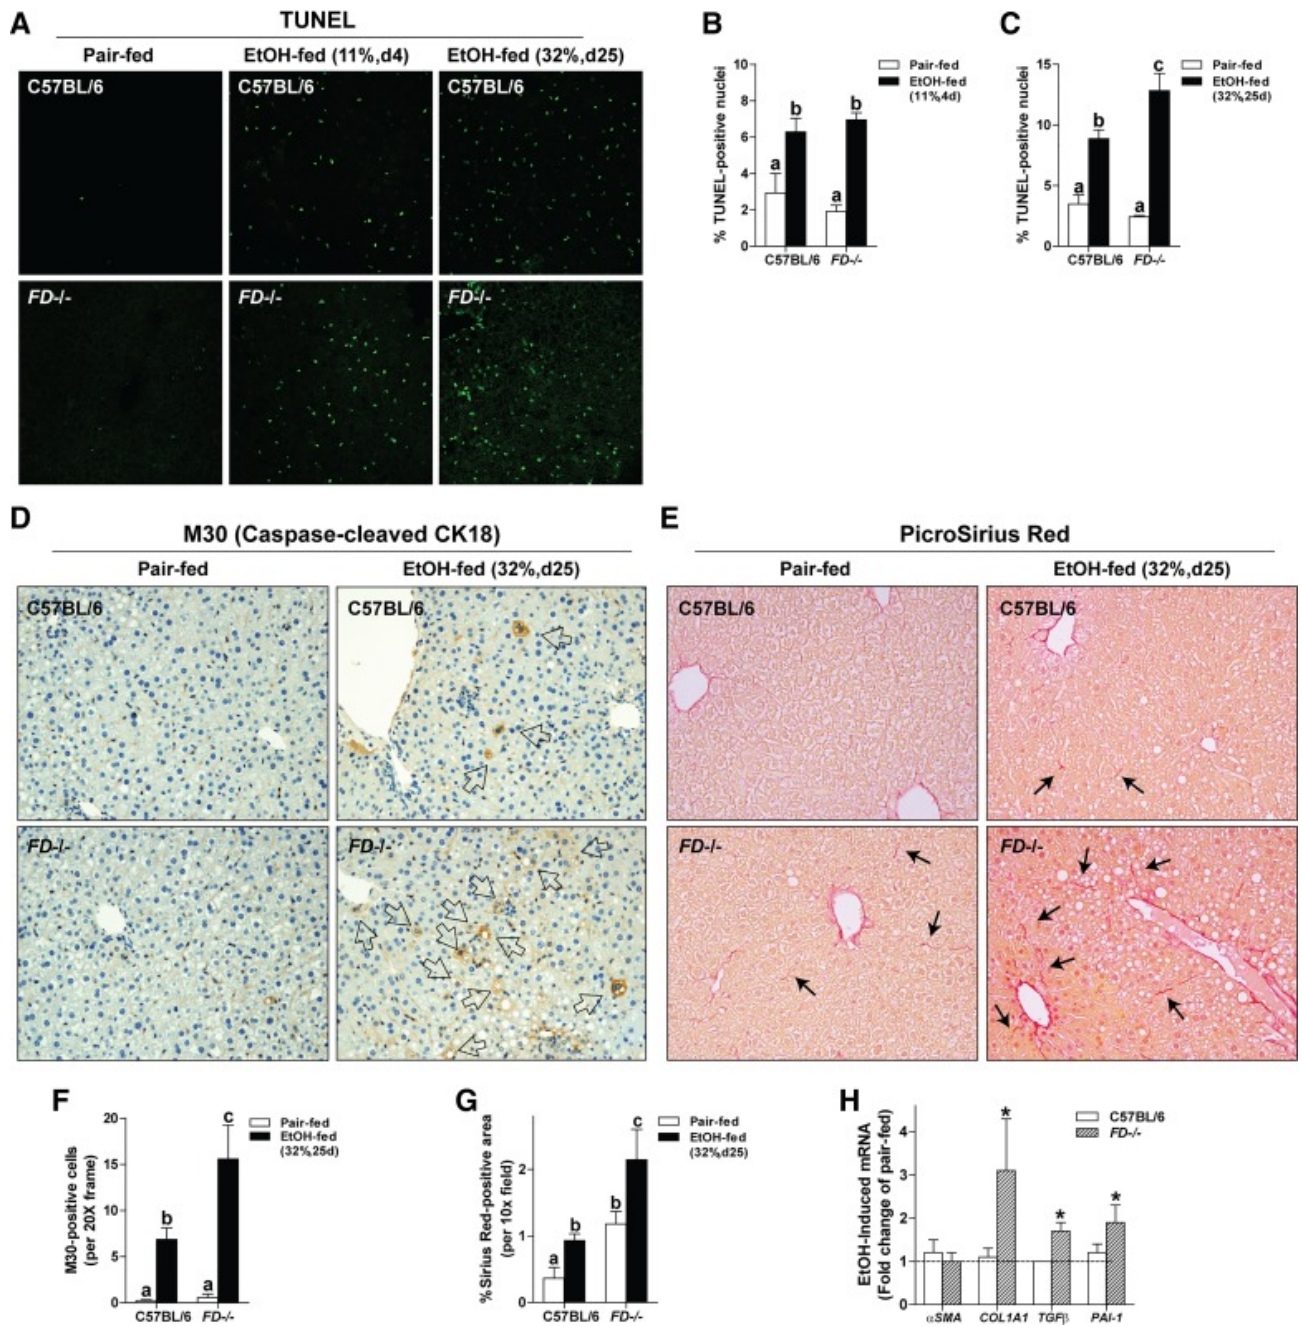 A
TUNEL
Pair-fed
EtOH-fed (11%,d4)
EtOH-fed (32%,d25)
C57BL/6
C57BL/6
C57BL/6
FD-/-
FD-/-
FD-/-
B
% TUNEL-positive nuclei
10
8
6
4
2
0
a
b
a
b
C57BL/6
FD-/-
Pair-fed
EtOH-fed
(11%,4d)
C
% TUNEL-positive nuclei
15
10
5
0
a
b
a
c
C57BL/6
FD-/-
Pair-fed
EtOH-fed
(32%,25d)
D
M30 (Caspase-cleaved CK18)
Pair-fed
EtOH-fed (32%,d25)
C57BL/6
C57BL/6
FD-/-
FD-/-
E
PicroSirius Red
Pair-fed
EtOH-fed (32%,d25)
C57BL/6
C57BL/6
FD-/-
FD-/-
F
M30-positive cells
(per 20X frame)
20
15
10
5
0
a
b
a
c
C57BL/6
FD-/-
Pair-fed
EtOH-fed
(32%,25d)
G
%Sirius Red-positive area
(per 10x field)
2
1
0
a
b
b
c
C57BL/6
FD-/-
Pair-fed
EtOH-fed
(32%,d25)
H
EtOH-Induced mRNA
(Fold change of pair-fed)
4
3
2
1
0
*
*
*
αSMA
COL1A1
TGFβ
PAI-1
C57BL/6
FD-/-